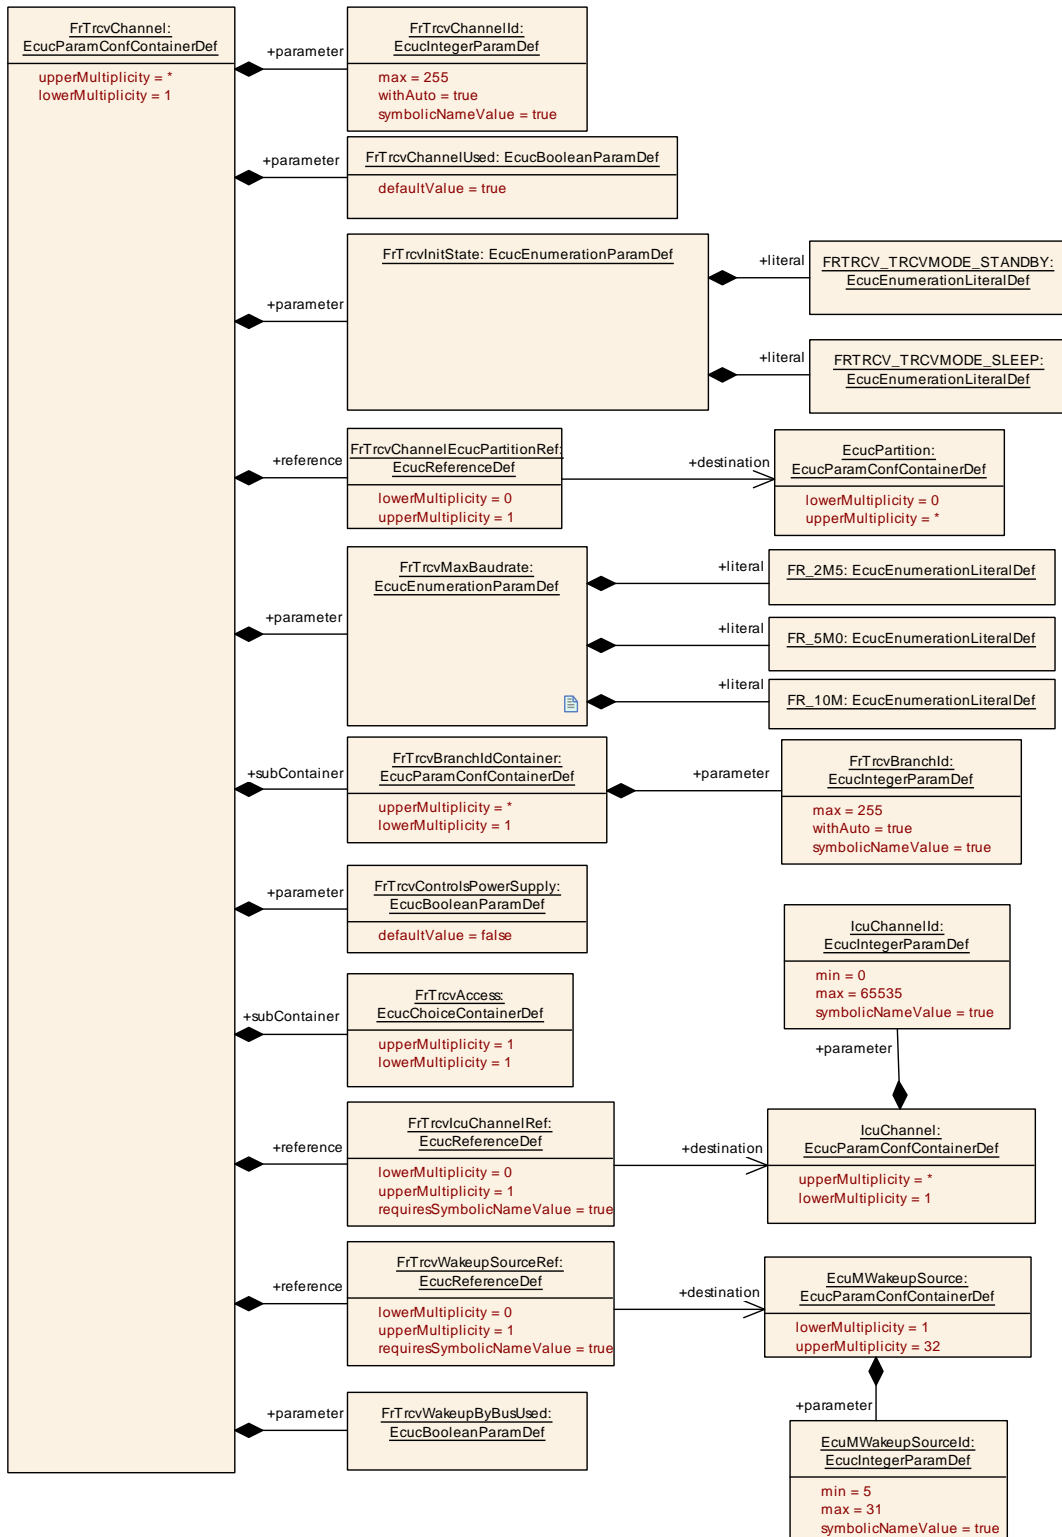 FrTrcvChannel:
EcucParamConfContainerDef
upperMultiplicity = *
lowerMultiplicity = 1
+parameter
FrTrcvChannelId:
EcucIntegerParamDef
max = 255
withAuto = true
symbolicNameValue = true
+parameter
FrTrcvChannelUsed: EcucBooleanParamDef
defaultValue = true
+parameter
FrTrcvInitState: EcucEnumerationParamDef
+literal
FRTRCV_TRCVMODE_STANDBY:
EcucEnumerationLiteralDef
+literal
FRTRCV_TRCVMODE_SLEEP:
EcucEnumerationLiteralDef
+reference
FrTrcvChannelEcucPartitionRef:
EcucReferenceDef
lowerMultiplicity = 0
upperMultiplicity = 1
+destination
EcucPartition:
EcucParamConfContainerDef
lowerMultiplicity = 0
upperMultiplicity = *
+parameter
FrTrcvMaxBaudrate:
EcucEnumerationParamDef
+literal
FR_2M5: EcucEnumerationLiteralDef
+literal
FR_5M0: EcucEnumerationLiteralDef
+literal
FR_10M: EcucEnumerationLiteralDef
+subContainer
FrTrcvBranchIdContainer:
EcucParamConfContainerDef
upperMultiplicity = *
lowerMultiplicity = 1
+parameter
FrTrcvBranchId:
EcucIntegerParamDef
max = 255
withAuto = true
symbolicNameValue = true
+parameter
FrTrcvControlsPowerSupply:
EcucBooleanParamDef
defaultValue = false
+subContainer
FrTrcvAccess:
EcucChoiceContainerDef
upperMultiplicity = 1
lowerMultiplicity = 1
IcuChannelId:
EcucIntegerParamDef
min = 0
max = 65535
symbolicNameValue = true
+parameter
+reference
FrTrcvIcuChannelRef:
EcucReferenceDef
lowerMultiplicity = 0
upperMultiplicity = 1
requiresSymbolicNameValue = true
+destination
IcuChannel:
EcucParamConfContainerDef
upperMultiplicity = *
lowerMultiplicity = 1
+reference
FrTrcvWakeupSourceRef:
EcucReferenceDef
lowerMultiplicity = 0
upperMultiplicity = 1
requiresSymbolicNameValue = true
+destination
EcuMWakeupSource:
EcucParamConfContainerDef
lowerMultiplicity = 1
upperMultiplicity = 32
+parameter
FrTrcvWakeupByBusUsed:
EcucBooleanParamDef
+parameter
EcuMWakeupSourceId:
EcucIntegerParamDef
min = 5
max = 31
symbolicNameValue = true